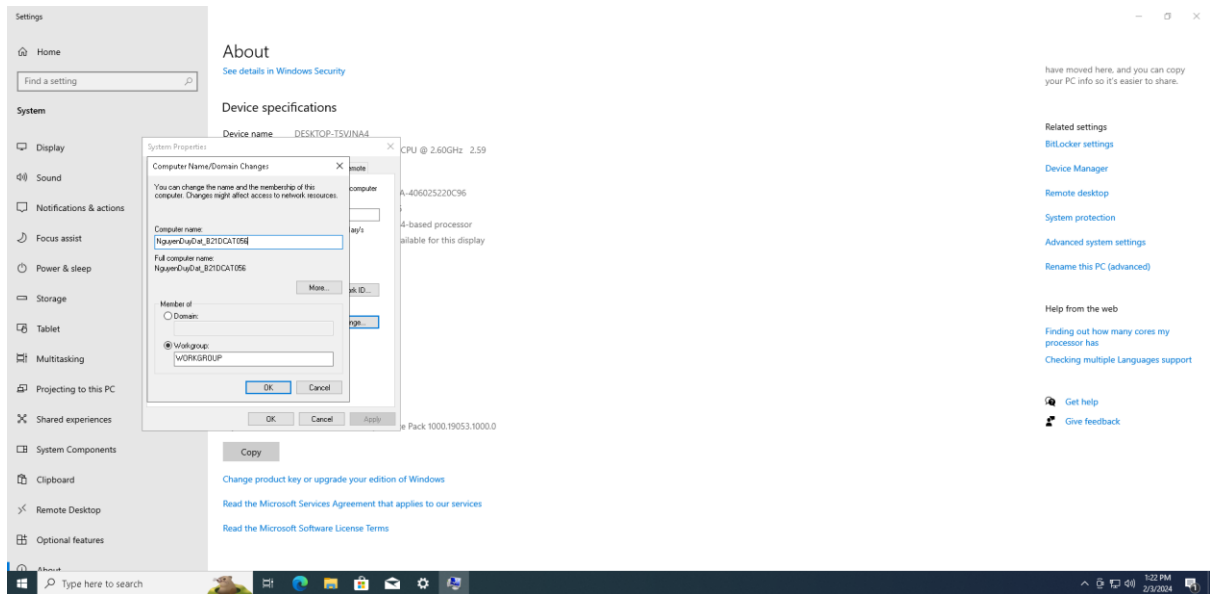 Settings
Home
Find a setting
System
Display
Sound
Notifications & actions
Focus assist
Power & sleep
Storage
Tablet
Multitasking
Projecting to this PC
Shared experiences
System Components
Clipboard
Remote Desktop
Optional features
About
About
See details in Windows Security
Device specifications
Device name DESKTOP-T5VJNA4
CPU @ 2.60GHz 2.59
A-406025220C96
4-based processor
ailable for this display
e Pack 1000.19053.1000.0
Copy
Change product key or upgrade your edition of Windows
Read the Microsoft Services Agreement that applies to our services
Read the Microsoft Software License Terms
System Properties
emote
computer
ary's
ork ID...
nge...
OK Cancel Apply
Computer Name/Domain Changes
You can change the name and the membership of this
computer. Changes might affect access to network resources.
Computer name:
NguyenDuyDat_B21DCAT056
Full computer name:
NguyenDuyDat_B21DCAT056
More...
Member of
Domain:
Workgroup:
WORKGROUP
OK Cancel
have moved here, and you can copy
your PC info so it's easier to share.
Related settings
BitLocker settings
Device Manager
Remote desktop
System protection
Advanced system settings
Rename this PC (advanced)
Help from the web
Finding out how many cores my
processor has
Checking multiple Languages support
Get help
Give feedback
Type here to search
1:22 PM
2/3/2024